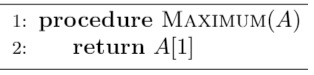 1: procedure MAXIMUM(A)
2: return A[1]